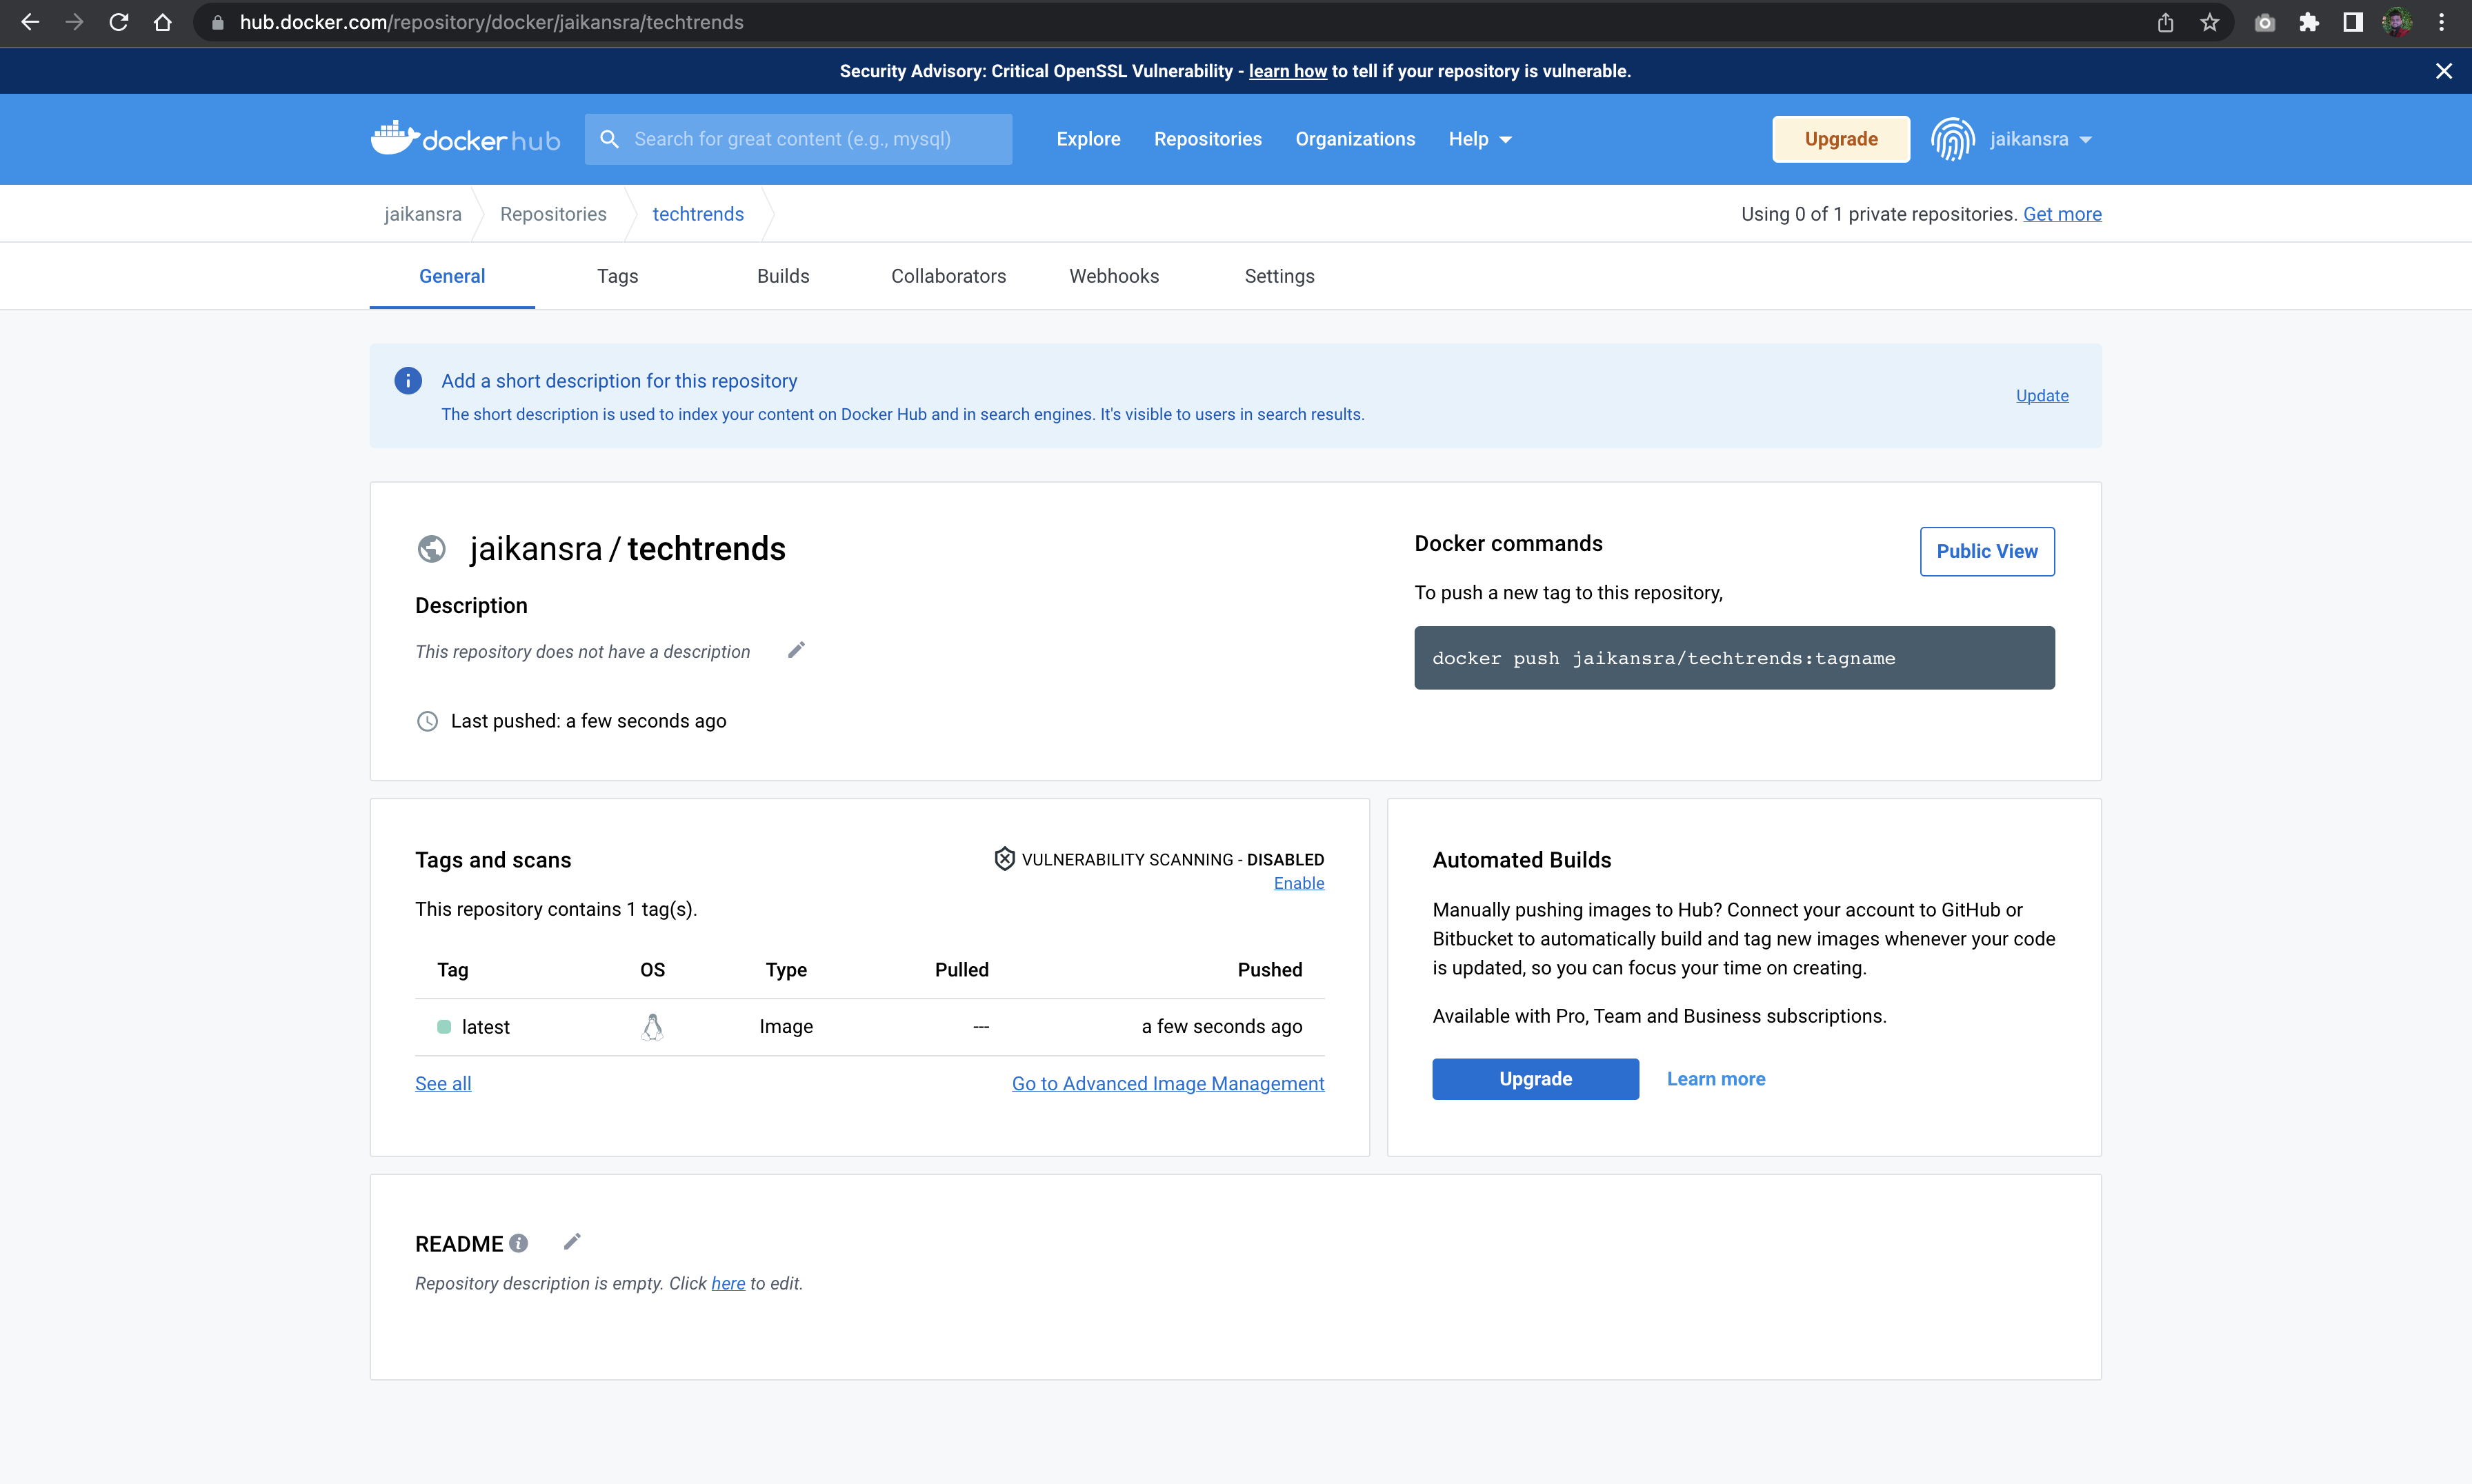 hub.docker.com/repository/docker/jaikansra/techtrends
Security Advisory: Critical OpenSSL Vulnerability - learn how to tell if your repository is vulnerable.
docker hub
Search for great content (e.g., mysql)
Explore
Repositories
Organizations
Help
Upgrade
jaikansra
jaikansra
Repositories
techtrends
Using 0 of 1 private repositories. Get more
General
Tags
Builds
Collaborators
Webhooks
Settings
Add a short description for this repository
The short description is used to index your content on Docker Hub and in search engines. It's visible to users in search results.
Update
jaikansra / techtrends
Description
This repository does not have a description
Last pushed: a few seconds ago
Docker commands
Public View
To push a new tag to this repository,
docker push jaikansra/techtrends:tagname
Tags and scans
VULNERABILITY SCANNING - DISABLED
Enable
This repository contains 1 tag(s).
Tag OS Type Pulled Pushed
latest Image --- a few seconds ago
See all
Go to Advanced Image Management
Automated Builds
Manually pushing images to Hub? Connect your account to GitHub or
Bitbucket to automatically build and tag new images whenever your code
is updated, so you can focus your time on creating.
Available with Pro, Team and Business subscriptions.
Upgrade
Learn more
README
Repository description is empty. Click here to edit.